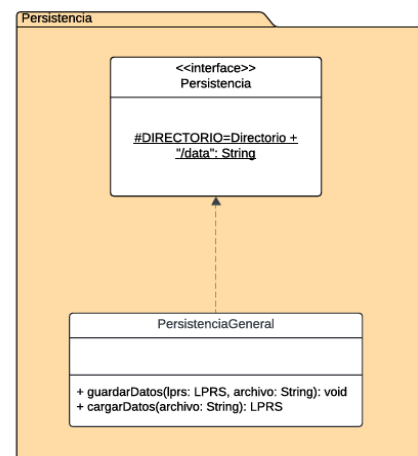 Persistencia
<<interface>>
Persistencia
#DIRECTORIO=Directorio +
"/data": String
PersistenciaGeneral
+ guardarDatos(lprs: LPRS, archivo: String): void
+ cargarDatos(archivo: String): LPRS